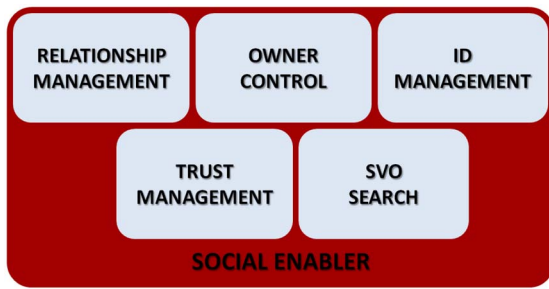 RELATIONSHIP
MANAGEMENT
OWNER
CONTROL
ID
MANAGEMENT
TRUST
MANAGEMENT
SVO
SEARCH
SOCIAL ENABLER